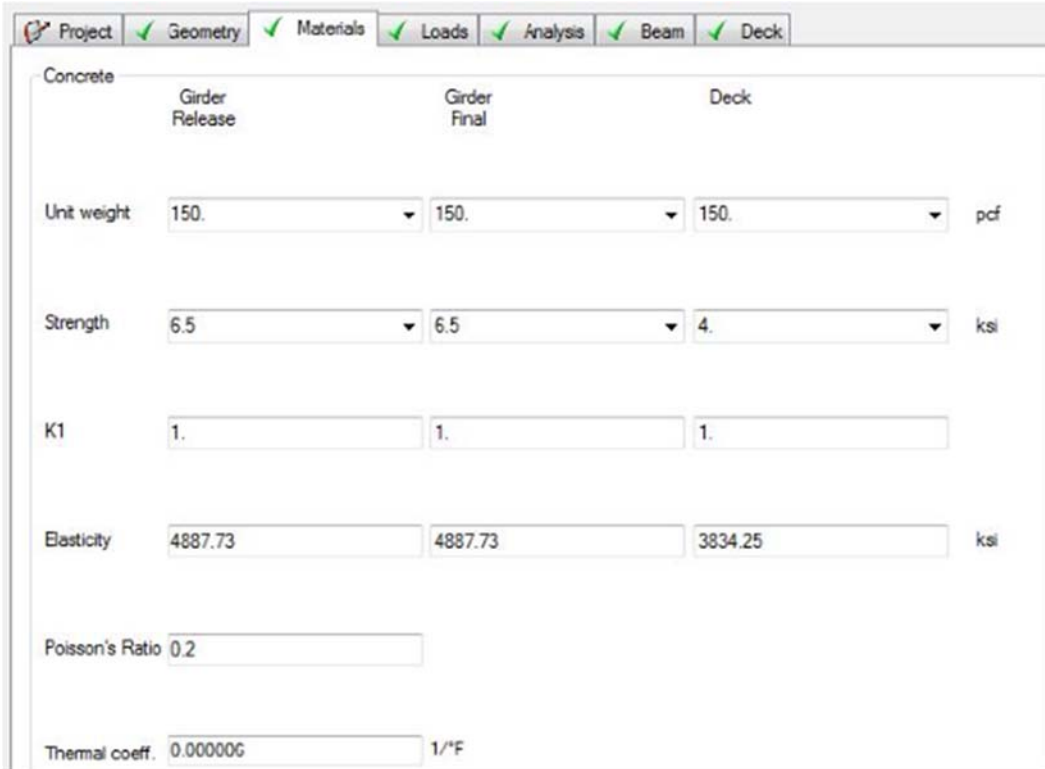 Project Geometry Materials Loads Analysis Beam Deck
Concrete
Girder Release Girder Final Deck
Unit weight 150. 150. 150. pcf
Strength 6.5 6.5 4. ksi
K1 1. 1. 1.
Elasticity 4887.73 4887.73 3834.25 ksi
Poisson's Ratio 0.2
Thermal coeff. 0.000006 1/°F